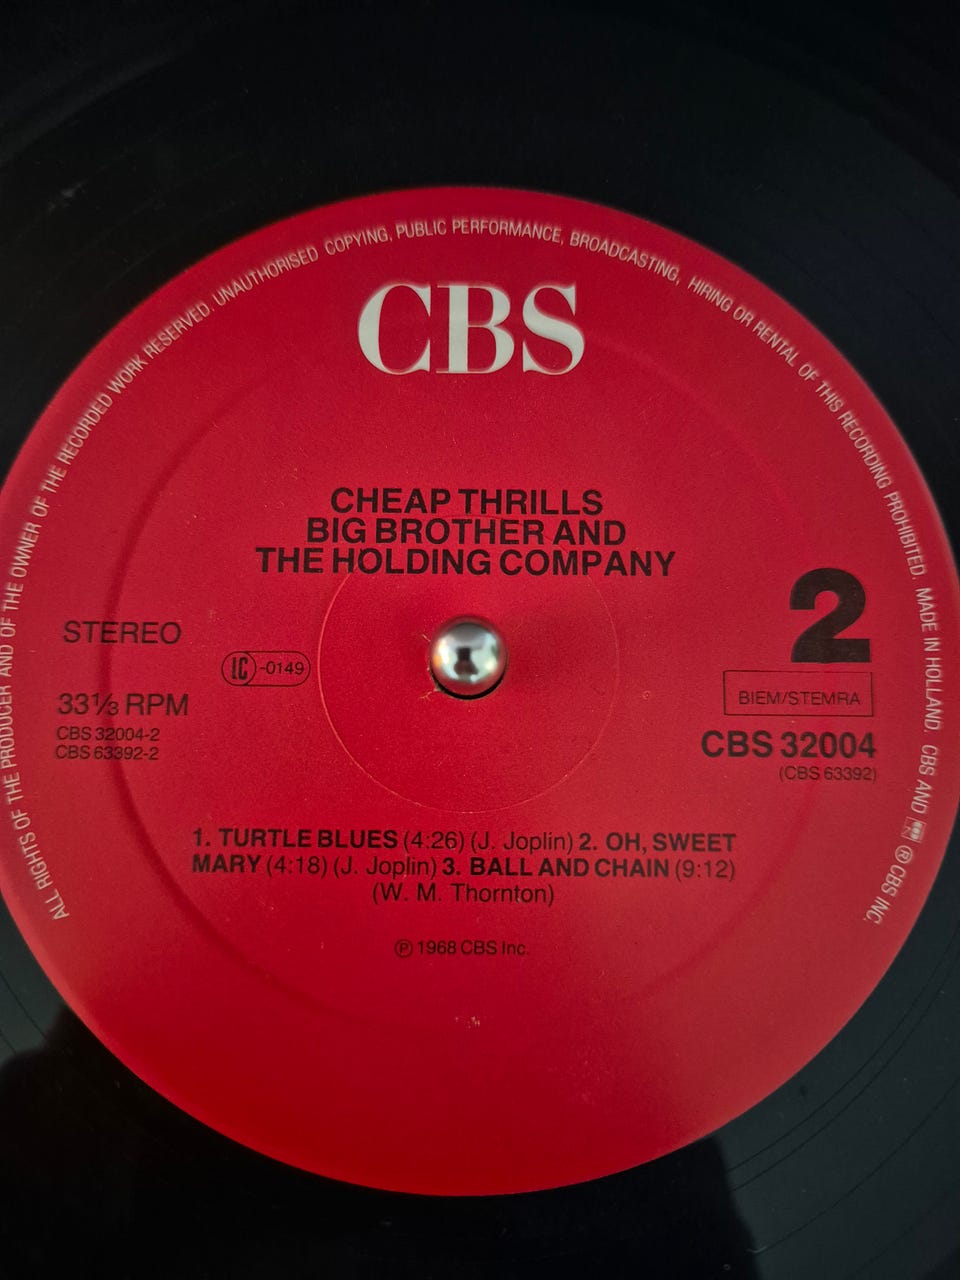 ALL RIGHTS OF THE PRODUCER AND OF THE OWNER OF THE RECORDED WORK RESERVED. UNAUTHORISED COPYING, PUBLIC PERFORMANCE, BROADCASTING, HIRING OR RENTAL OF THIS RECORDING PROHIBITED. MADE IN HOLLAND. CBS AND ® CBS INC.
CBS
CHEAP THRILLS
BIG BROTHER AND
THE HOLDING COMPANY
2
STEREO
LC-0149
BIEM/STEMRA
33⅓ RPM
CBS 32004-2
CBS 63392-2
CBS 32004
(CBS 63392)
1. TURTLE BLUES (4:26) (J. Joplin) 2. OH, SWEET
MARY (4:18) (J. Joplin) 3. BALL AND CHAIN (9:12)
(W. M. Thornton)
℗ 1968 CBS Inc.